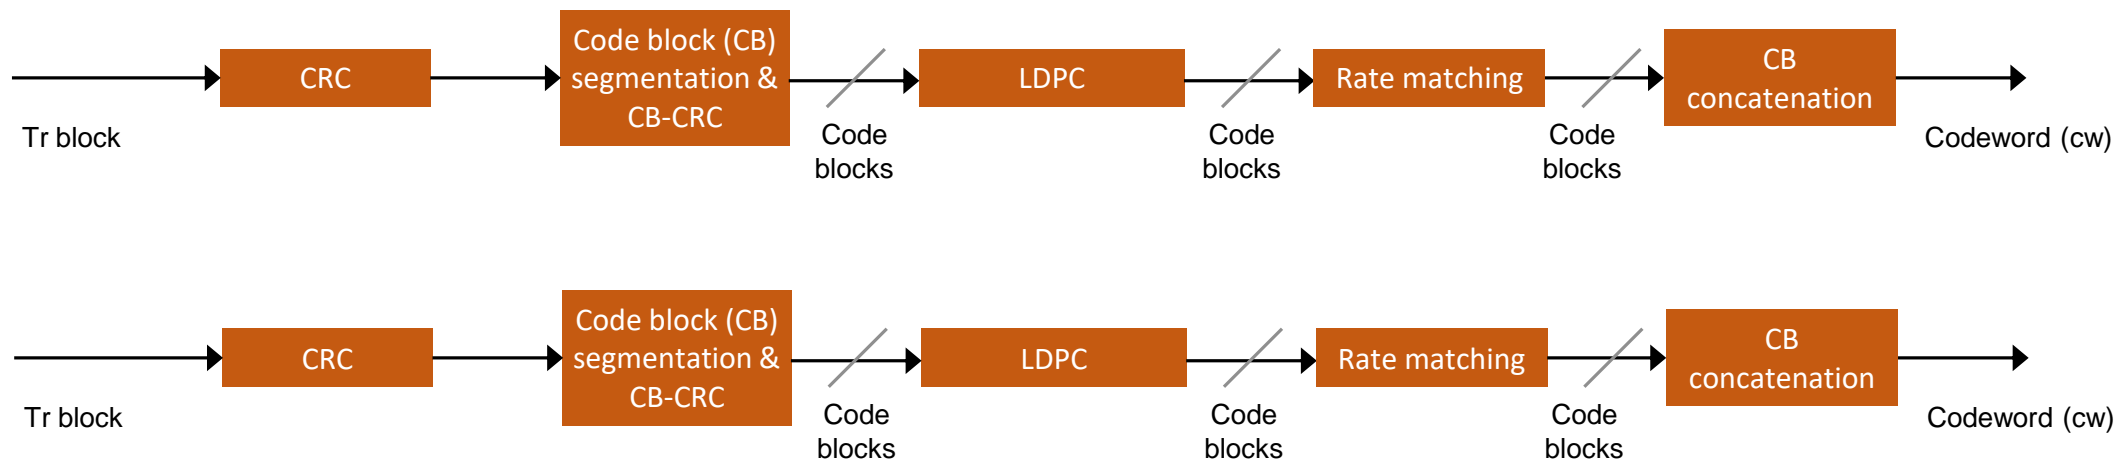 CRC
Code block (CB)
segmentation &
CB-CRC
LDPC
Rate matching
CB
concatenation
Tr block
Code
blocks
Code
blocks
Code
blocks
Codeword (cw)
CRC
Code block (CB)
segmentation &
CB-CRC
LDPC
Rate matching
CB
concatenation
Tr block
Code
blocks
Code
blocks
Code
blocks
Codeword (cw)